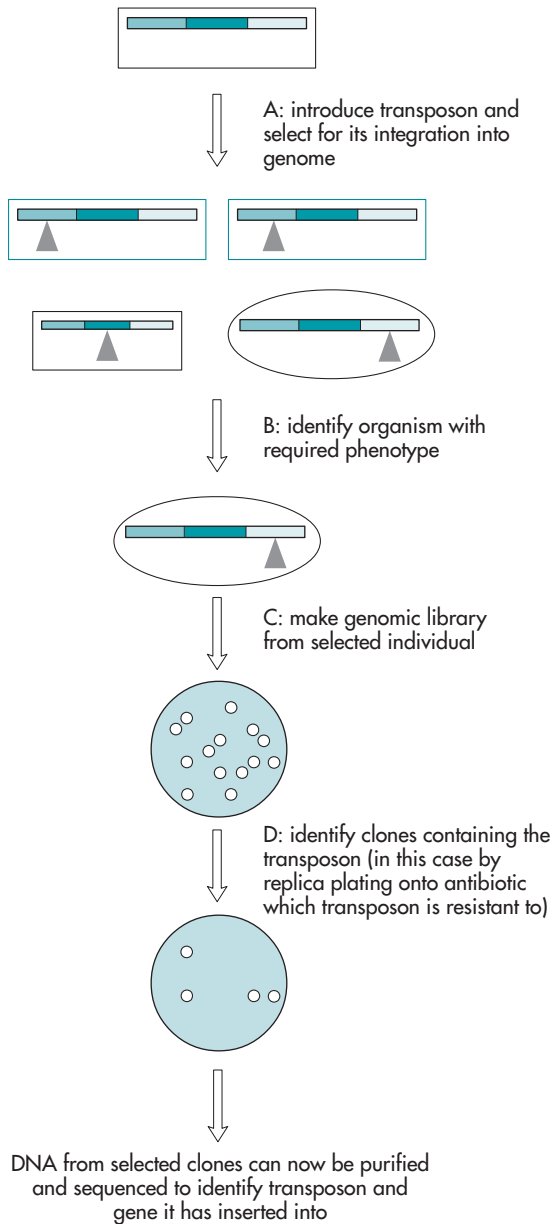 A: introduce transposon and
select for its integration into
genome
B: identify organism with
required phenotype
C: make genomic library
from selected individual
D: identify clones containing the
transposon (in this case by
replica plating onto antibiotic
which transposon is resistant to)
DNA from selected clones can now be purified
and sequenced to identify transposon and
gene it has inserted into